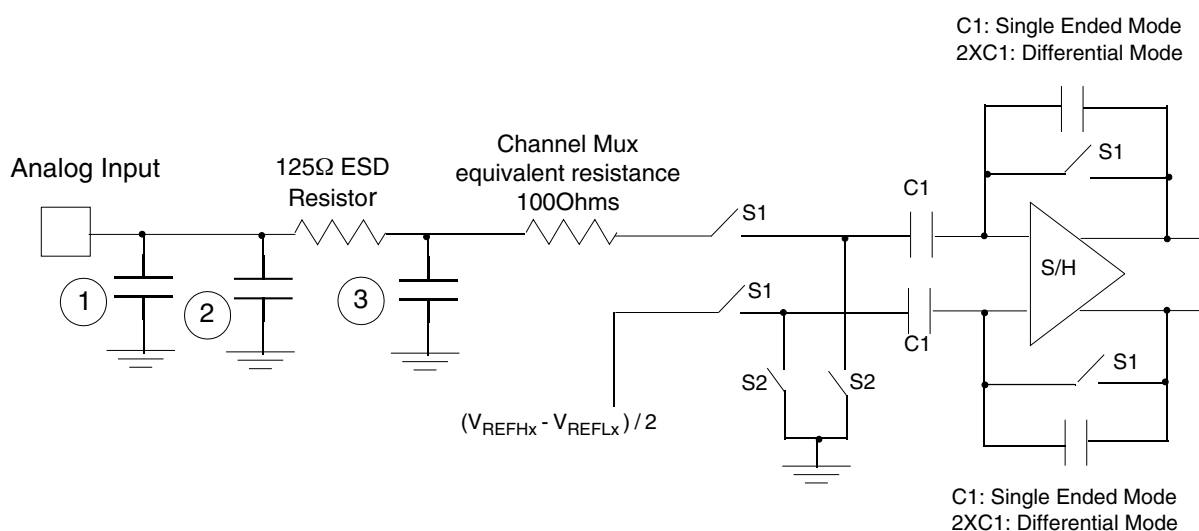 C1: Single Ended Mode
2XC1: Differential Mode
Analog Input
125Ω ESD
Resistor
Channel Mux
equivalent resistance
100Ohms
S1
C1
S1
S/H
1
2
3
S1
C1
S2
S2
S1
(VREFHx - VREFLx) / 2
C1: Single Ended Mode
2XC1: Differential Mode